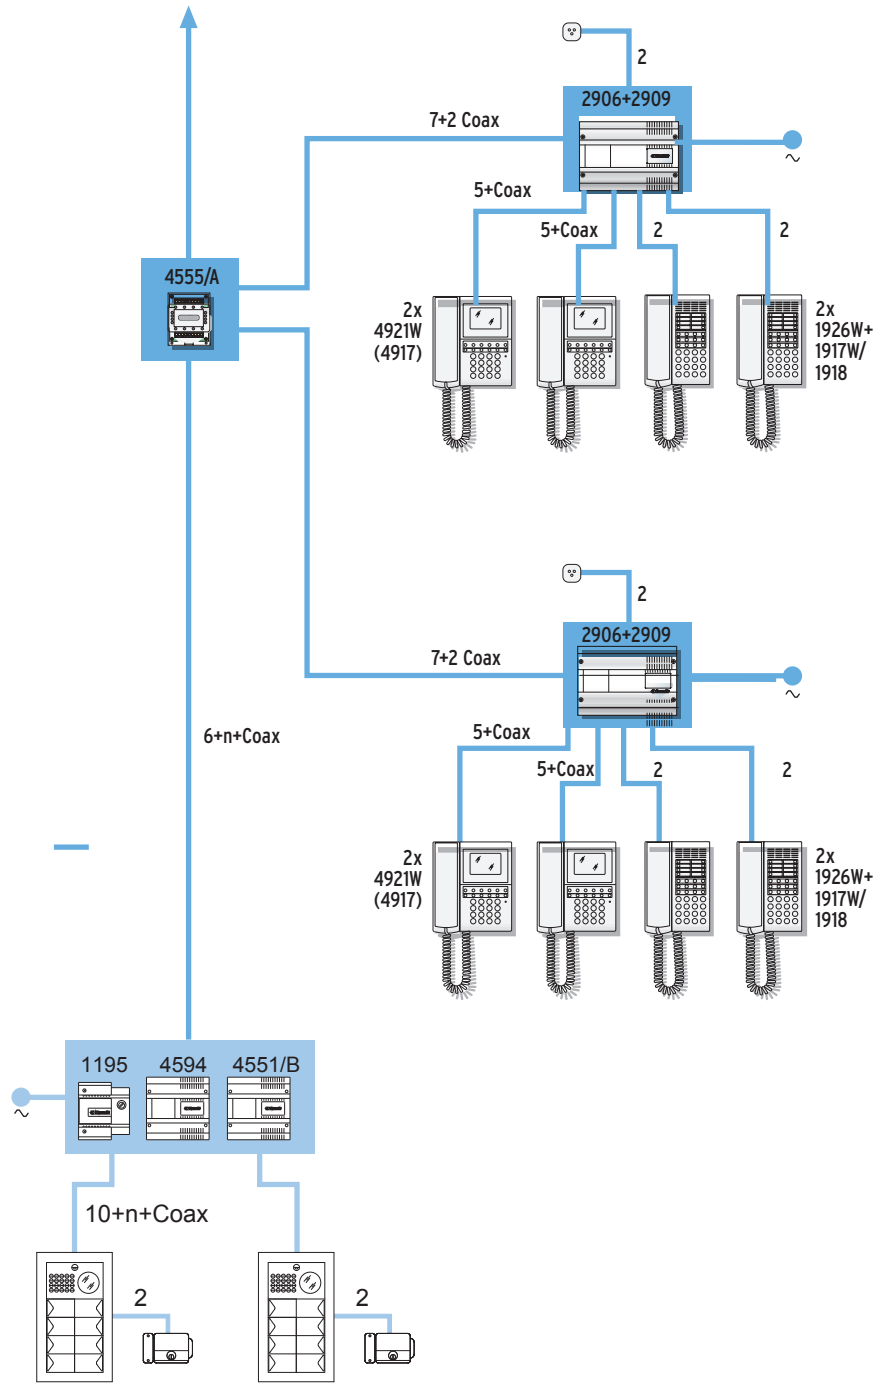 2
2906+2909
7+2 Coax
~
5+Coax
5+Coax
2
2
4555/A
2x
4921W
(4917)
2x
1926W+
1917W/
1918
2
2906+2909
7+2 Coax
~
6+n+Coax
5+Coax
5+Coax
2
2
2x
4921W
(4917)
2x
1926W+
1917W/
1918
1195
4594
4551/B
~
10+n+Coax
2
2